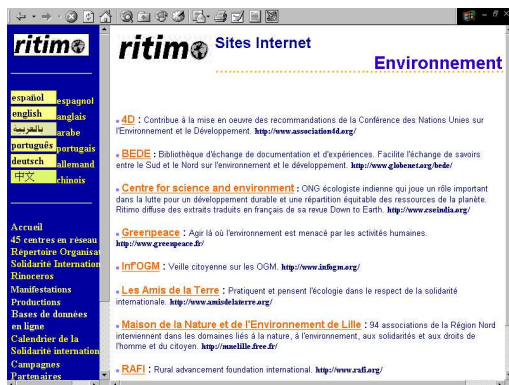 ritimo
español espagnol
english anglais
بالعربية arabe
português portugais
deutsch allemand
中文 chinois
Accueil
45 centres en réseau
Répertoire Organisa
Solidarité Internation
Rinoceros
Manifestations
Productions
Bases de données
en ligne
Calendrier de la
Solidarité internation
Campagnes
Partenaires
ritimo Sites Internet
Environnement
4D : Contribue à la mise en oeuvre des recommandations de la Conférence des Nations Unies sur
l'Environnement et le Développement. http://www.association4d.org/
BEDE : Bibliothèque d'échange de documentation et d'expériences. Facilite l'échange de savoirs
entre le Sud et le Nord sur l'environnement et le développement. http://www.globenet.org/bede/
Centre for science and environment : ONG écologiste indienne qui joue un rôle important
dans la lutte pour un développement durable et une répartition équitable des ressources de la planète.
Ritimo diffuse des extraits traduits en français de sa revue Down to Earth. http://www.cseindia.org/
Greenpeace : Agir là où l'environnement est menacé par les activités humaines.
http://www.greenpeace.fr/
Inf'OGM : Veille citoyenne sur les OGM. http://www.infogm.org/
Les Amis de la Terre : Pratiquent et pensent l'écologie dans le respect de la solidarité
internationale. http://www.amisdelaterre.org/
Maison de la Nature et de l'Environnement de Lille : 94 associations de la Région Nord
interviennent dans les domaines liés à la nature, à l'environnement, aux solidarités et aux droits de
l'homme et du citoyen. http://mnelille.free.fr/
RAFI : Rural advancement foundation international. http://www.rafi.org/